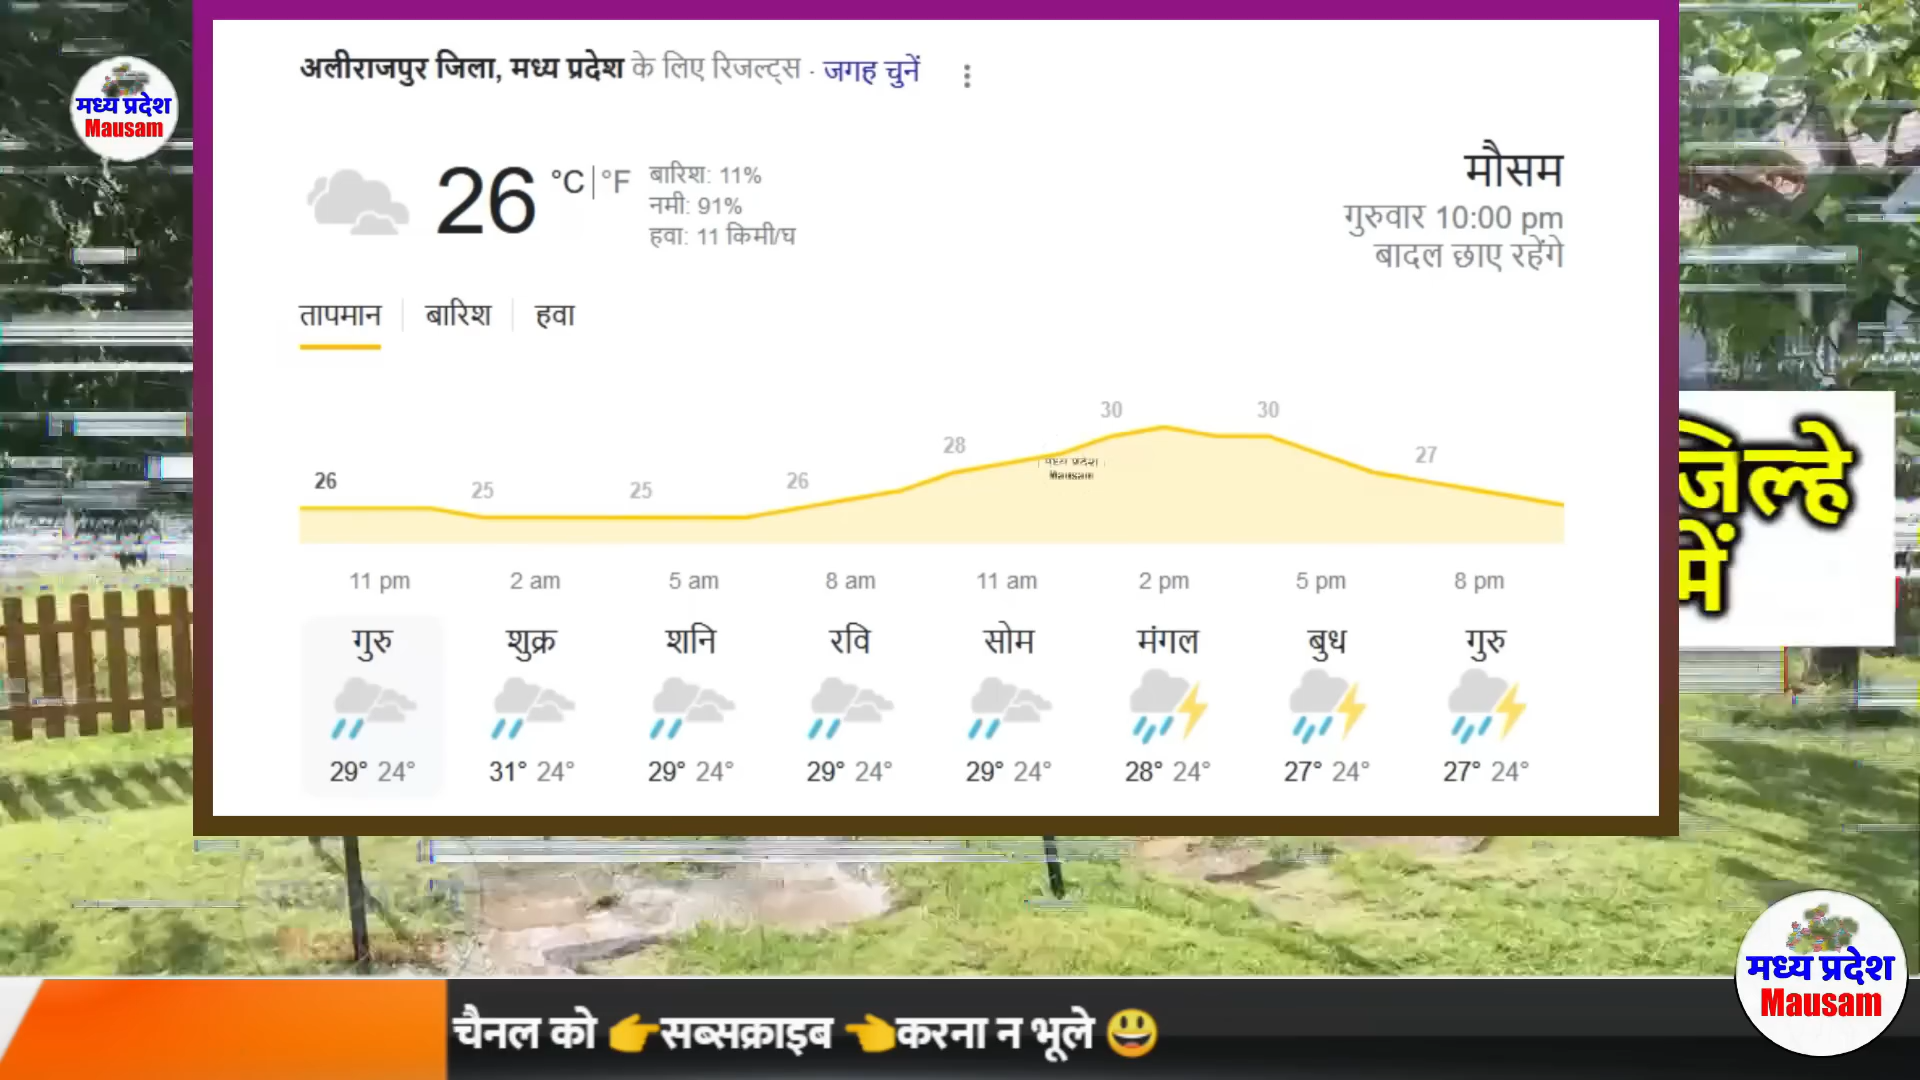 अलीराजपुर जिला, मध्य प्रदेश के लिए रिजल्ट्स · जगह चुनें
मध्य प्रदेश
Mausam
26 °C | °F
बारिश: 11%
नमी: 91%
हवा: 11 किमी/घ
मौसम
गुरुवार 10:00 pm
बादल छाए रहेंगे
तापमान बारिश हवा
26 25 25 26 28 30 30 27
मध्य प्रदेश
Mausam
जिल्हे
में
11 pm 2 am 5 am 8 am 11 am 2 pm 5 pm 8 pm
गुरु शुक्र शनि रवि सोम मंगल बुध गुरु
29° 24° 31° 24° 29° 24° 29° 24° 29° 24° 28° 24° 27° 24° 27° 24°
मध्य प्रदेश
Mausam
चैनल को 👉सब्सक्राइब 👈करना न भूले 😃